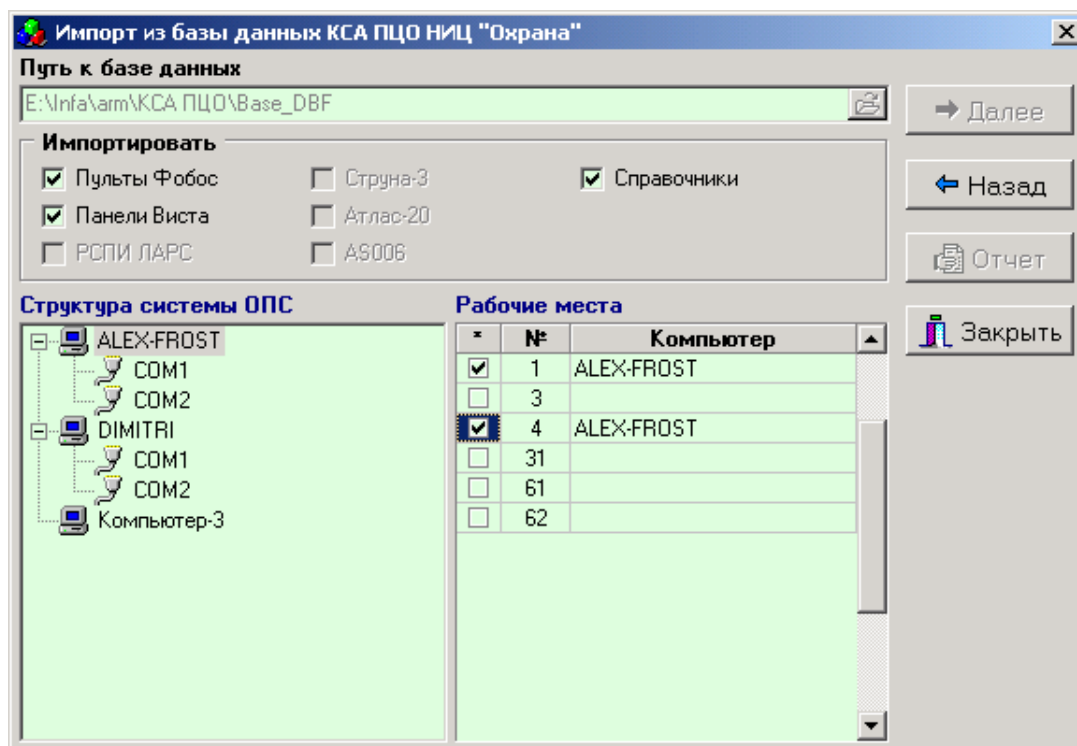 Импорт из базы данных КСА ПЦО НИЦ "Охрана"
Путь к базе данных
E:\Infa\arm\КСА ПЦО\Base_DBF
Далее
Импортировать
Пульты Фобос
Струна-3
Справочники
Назад
Панели Виста
Атлас-20
РСПИ ЛАРС
AS006
Отчет
Структура системы ОПС
Рабочие места
Закрыть
ALEX-FROST
COM1
COM2
DIMITRI
COM1
COM2
Компьютер-3
* № Компьютер
1 ALEX-FROST
3
4 ALEX-FROST
31
61
62